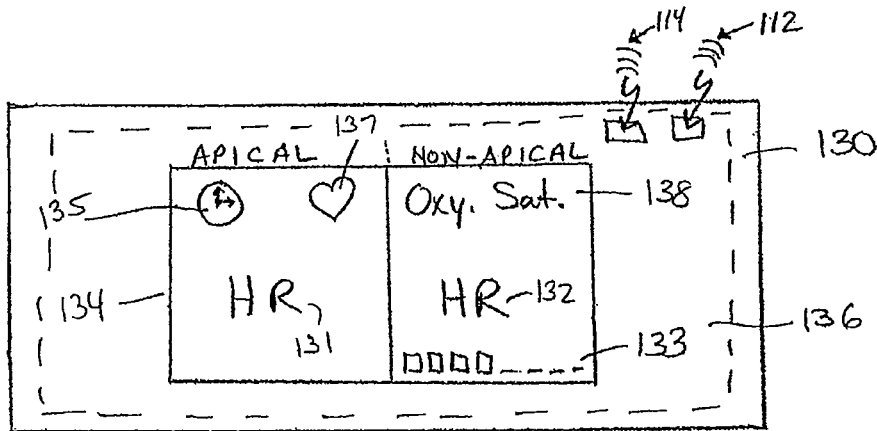 114 112
137 130
APICAL NON-APICAL
135 Oxy. Sat. 138
134 HR HR 132
131 136
133